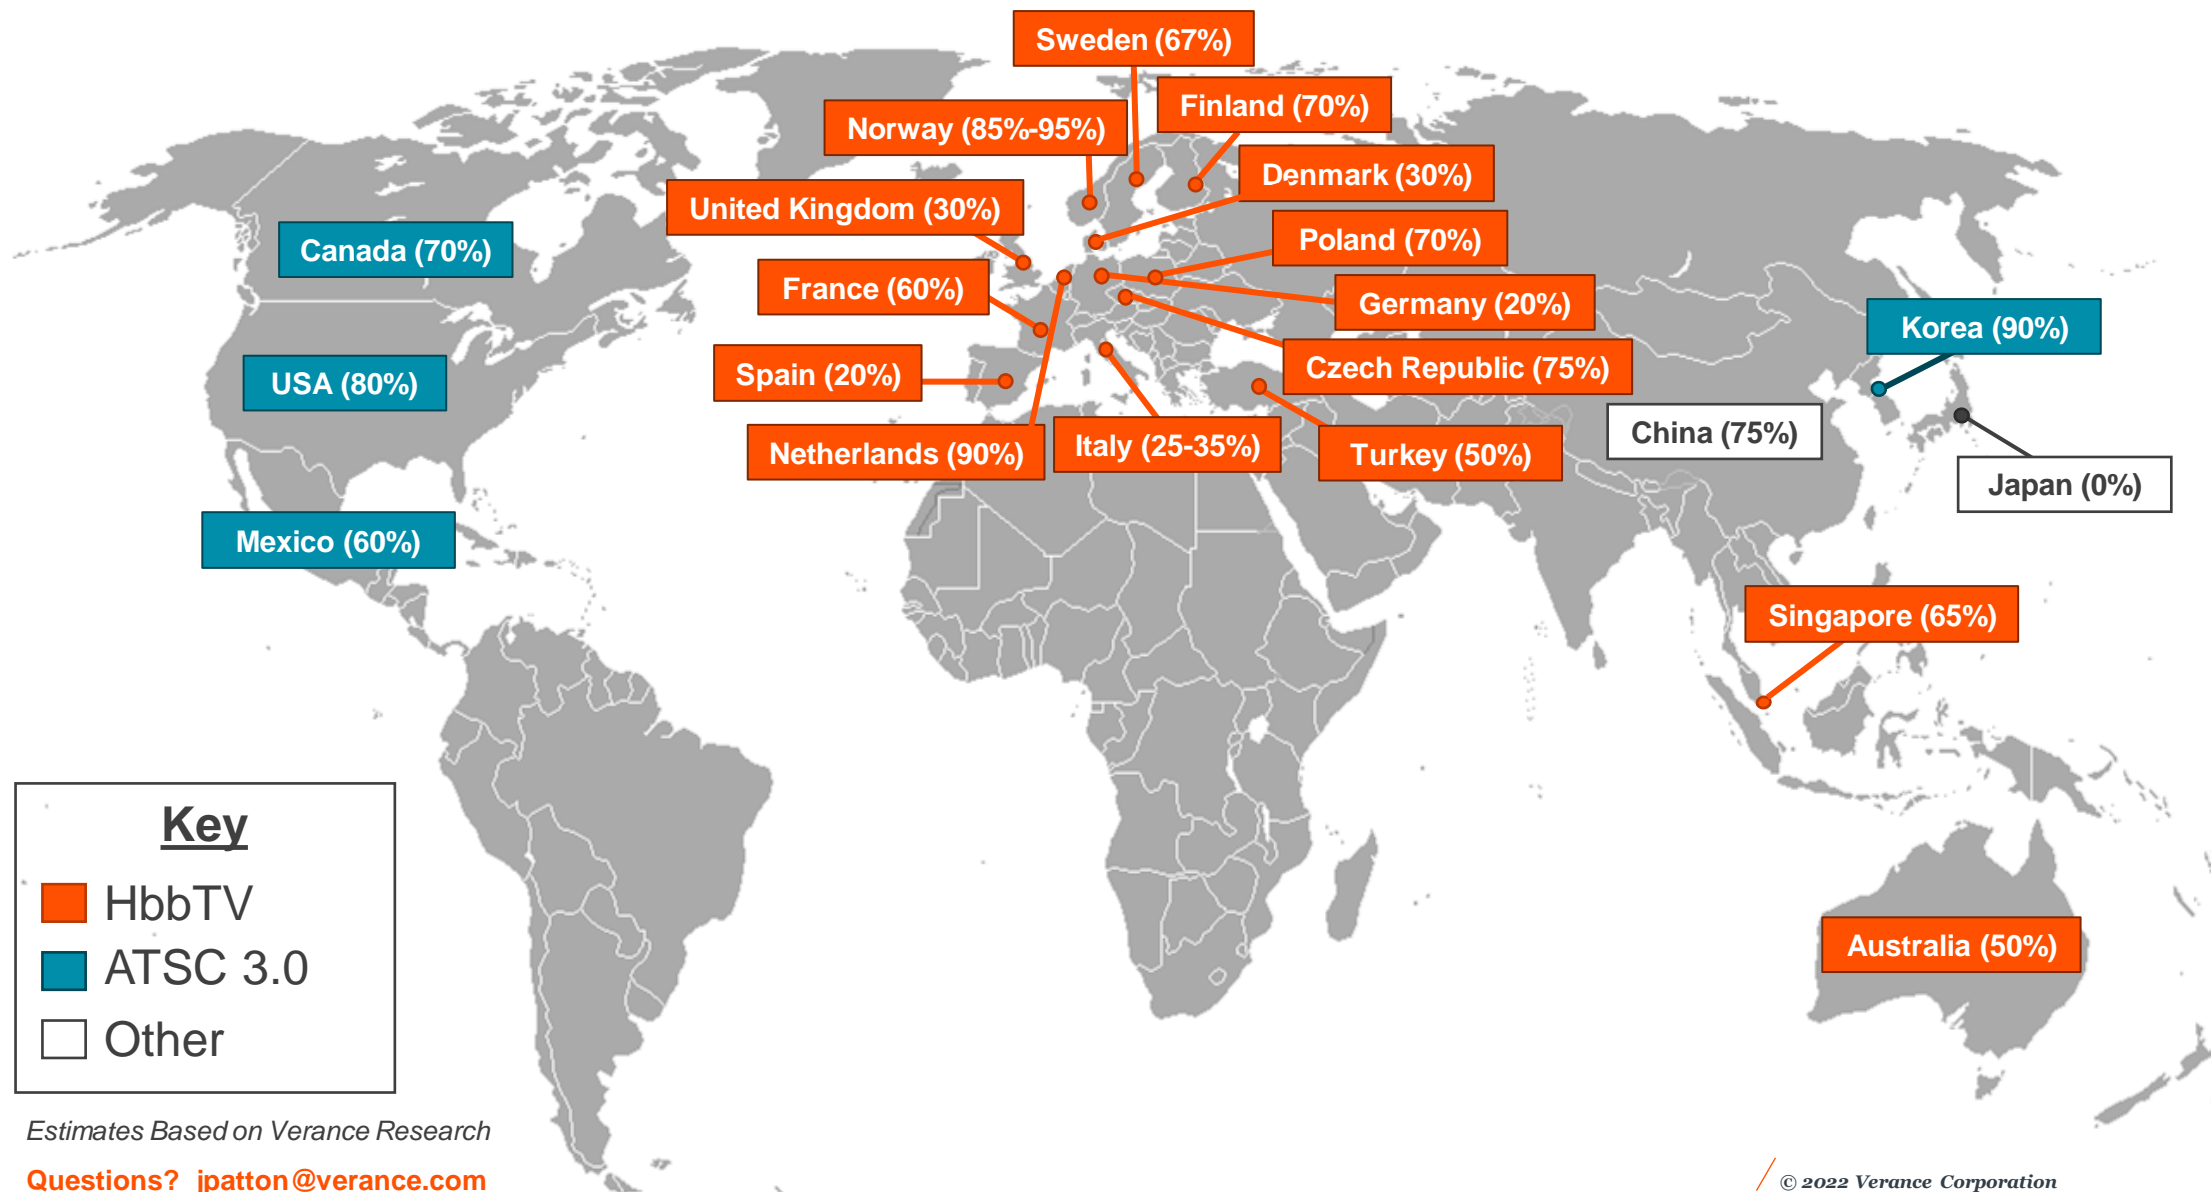 Sweden (67%)
Finland (70%)
Norway (85%-95%)
Denmark (30%)
United Kingdom (30%)
Poland (70%)
Canada (70%)
France (60%)
Germany (20%)
Korea (90%)
Spain (20%)
Czech Republic (75%)
USA (80%)
China (75%)
Netherlands (90%)
Italy (25-35%)
Turkey (50%)
Japan (0%)
Mexico (60%)
Singapore (65%)
Australia (50%)
Key
HbbTV
ATSC 3.0
Other
Estimates Based on Verance Research
Questions? jpatton@verance.com
© 2022 Verance Corporation